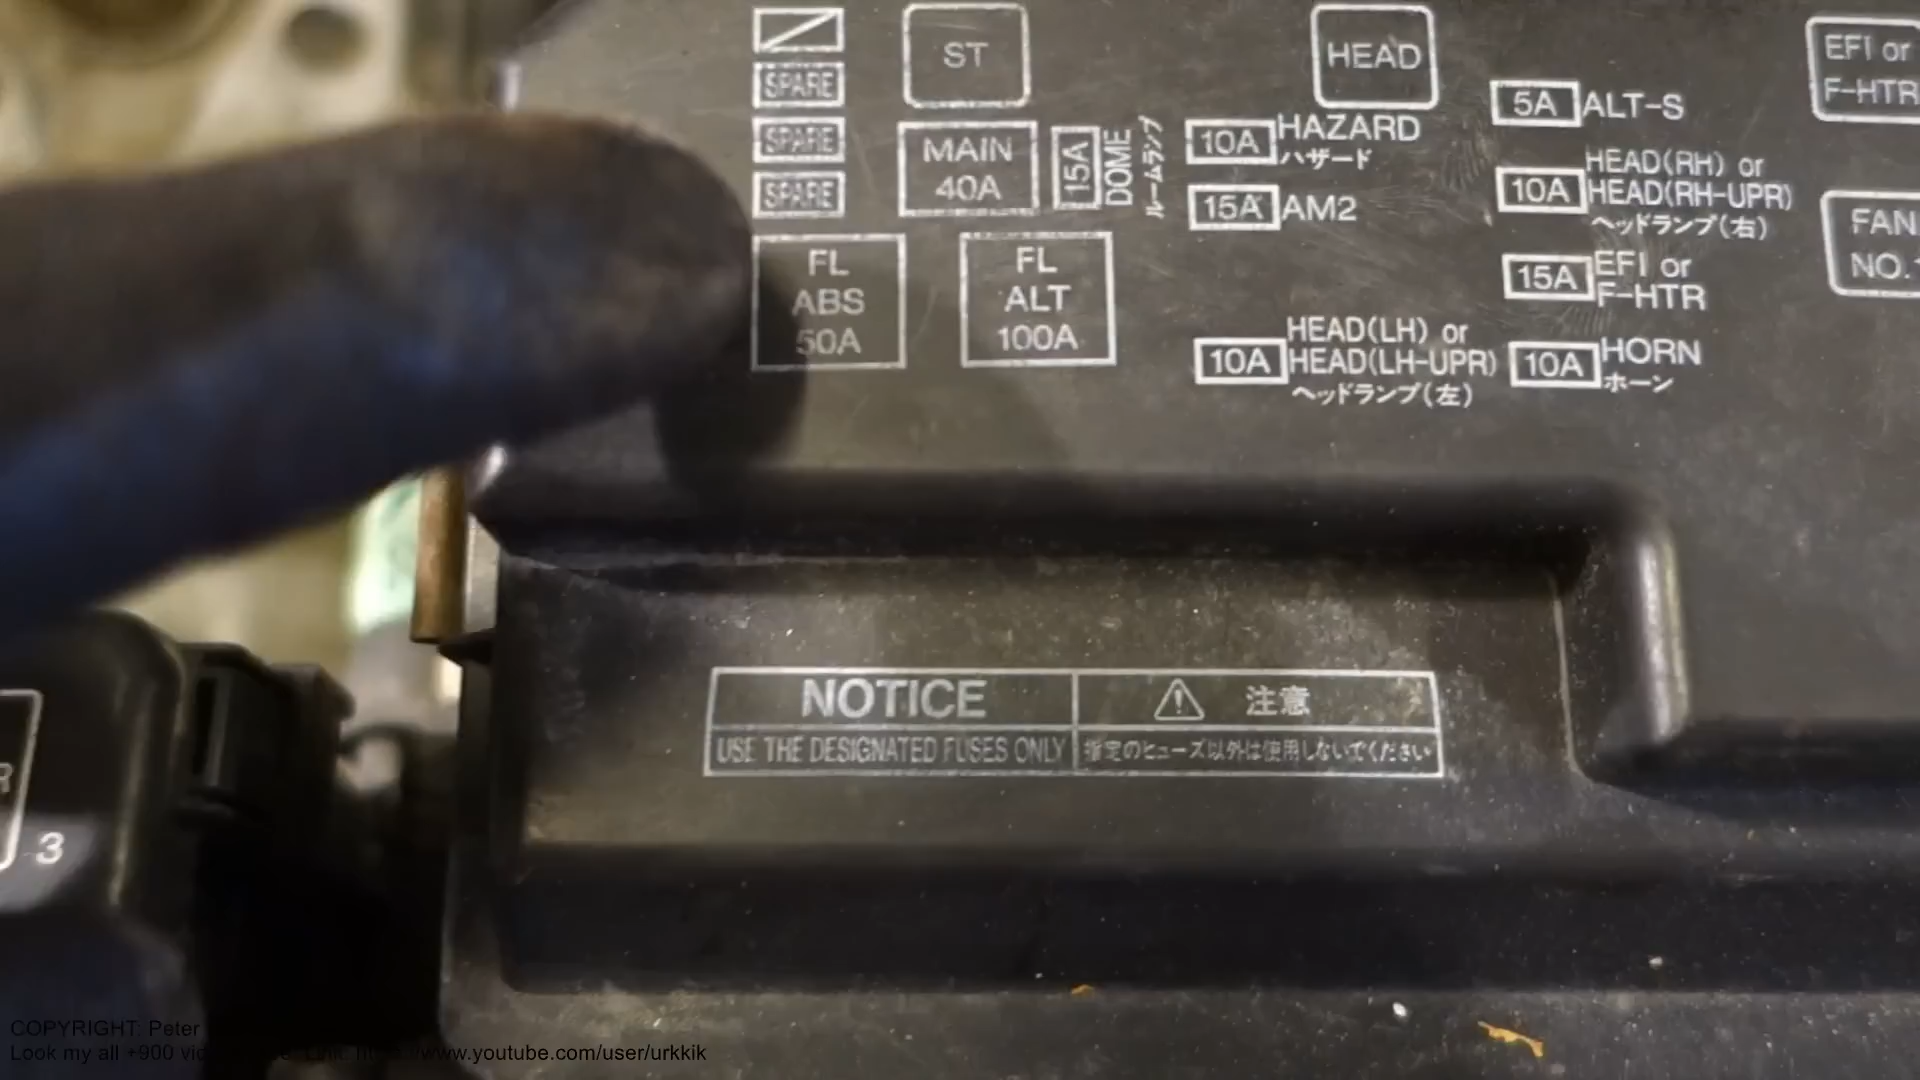 SPARE
SPARE
SPARE
ST
MAIN
40A
15A
DOME
ルームランプ
FL
ABS
50A
FL
ALT
100A
HEAD
10A HAZARD
ハザード
15A AM2
10A HEAD(LH) or
HEAD(LH-UPR)
ヘッドランプ(左)
5A ALT-S
10A HEAD(RH) or
HEAD(RH-UPR)
ヘッドランプ(右)
15A EFI or
F-HTR
10A HORN
ホーン
EFI or
F-HTR
FAN
NO.
NOTICE
USE THE DESIGNATED FUSES ONLY
注意
指定のヒューズ以外は使用しないでください
R
3
COPYRIGHT: Peter
Look my all +900
www.youtube.com/user/urkkik